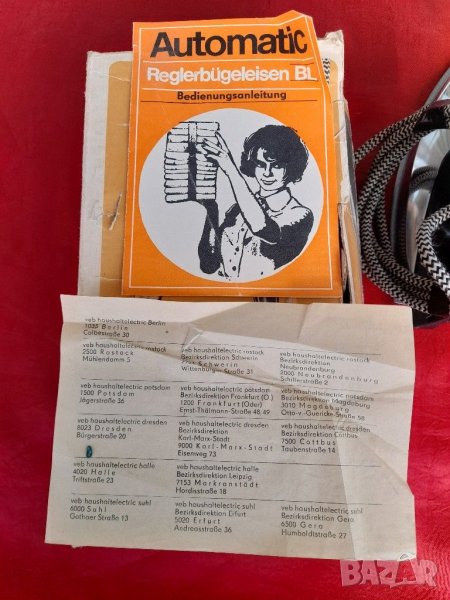 Automatic
Reglerbügeleisen BL
Bedienungsanleitung
veb haushaltelectric Berlin
1035 Berlin
Colbestraße 30
veb haushaltelectric rostock
2500 Rostock
Mühlendamm 5
veb haushaltelectric rostock
Bezirksdirektion Schwerin
Schwerin
Wittenburger Straße 31
veb haushaltelectric rostock
Bezirksdirektion
Neubrandenburg
2000 Neubrandenburg
Schillerstraße 2
veb haushaltelectric potsdam
1500 Potsdam
Jägerstraße 36
veb haushaltelectric potsdam
Bezirksdirektion Frankfurt (O.)
1200 Frankfurt (Oder)
Ernst-Thälmann-Straße 48/49
veb haushaltelectric potsdam
Bezirksdirektion Magdeburg
3010 Magdeburg
Otto-v.-Guericke Straße 58
veb haushaltelectric dresden
8023 Dresden
Bürgerstraße 20
veb haushaltelectric dresden
Bezirksdirektion
Karl-Marx-Stadt
9000 Karl-Marx-Stadt
Eisenweg 73
veb haushaltelectric dresden
Bezirksdirektion Cottbus
7500 Cottbus
Taubenstraße 14
veb haushaltelectric halle
4020 Halle
Triftstraße 23
veb haushaltelectric halle
Bezirksdirektion Leipzig
7153 Markranstädt
Hordisstraße 18
veb haushaltelectric suhl
6000 Suhl
Gothaer Straße 13
veb haushaltelectric suhl
Bezirksdirektion Erfurt
5020 Erfurt
Andreasstraße 36
veb haushaltelectric suhl
Bezirksdirektion Gera
6500 Gera
Humboldtstraße 27
BAZAR